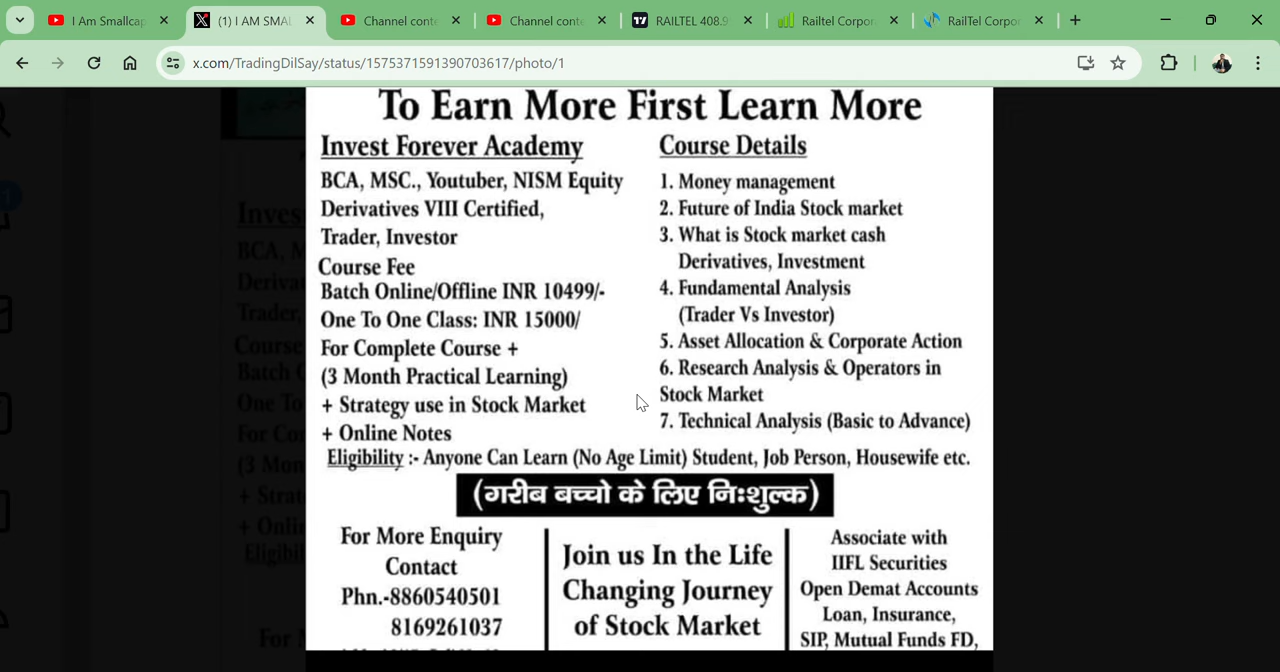 I Am Smallcap
(1) I AM SMAL
Channel conte
Channel conte
17
RAILTEL 408.9
Railtel Corpor
RailTel Corpo
x.com/TradingDilSay/status/1575371591390703617/photo/1
To Earn More First Learn More
Invest Forever Academy
BCA, MSC., Youtuber, NISM Equity
Derivatives VIII Certified,
Trader, Investor
Course Fee
Batch Online/Offline INR 10499/-
One To One Class: INR 15000/
For Complete Course +
(3 Month Practical Learning)
+ Strategy use in Stock Market
+ Online Notes
Course Details
1. Money management
2. Future of India Stock market
3. What is Stock market cash
Derivatives, Investment
4. Fundamental Analysis
(Trader Vs Investor)
5. Asset Allocation & Corporate Action
6. Research Analysis & Operators in
Stock Market
7. Technical Analysis (Basic to Advance)
Eligibility :- Anyone Can Learn (No Age Limit) Student, Job Person, Housewife etc.
(गरीब बच्चो के लिए निःशुल्क)
For More Enquiry
Contact
Phn.-8860540501
8169261037
Join us In the Life
Changing Journey
of Stock Market
Associate with
IIFL Securities
Open Demat Accounts
Loan, Insurance,
SIP, Mutual Funds FD,